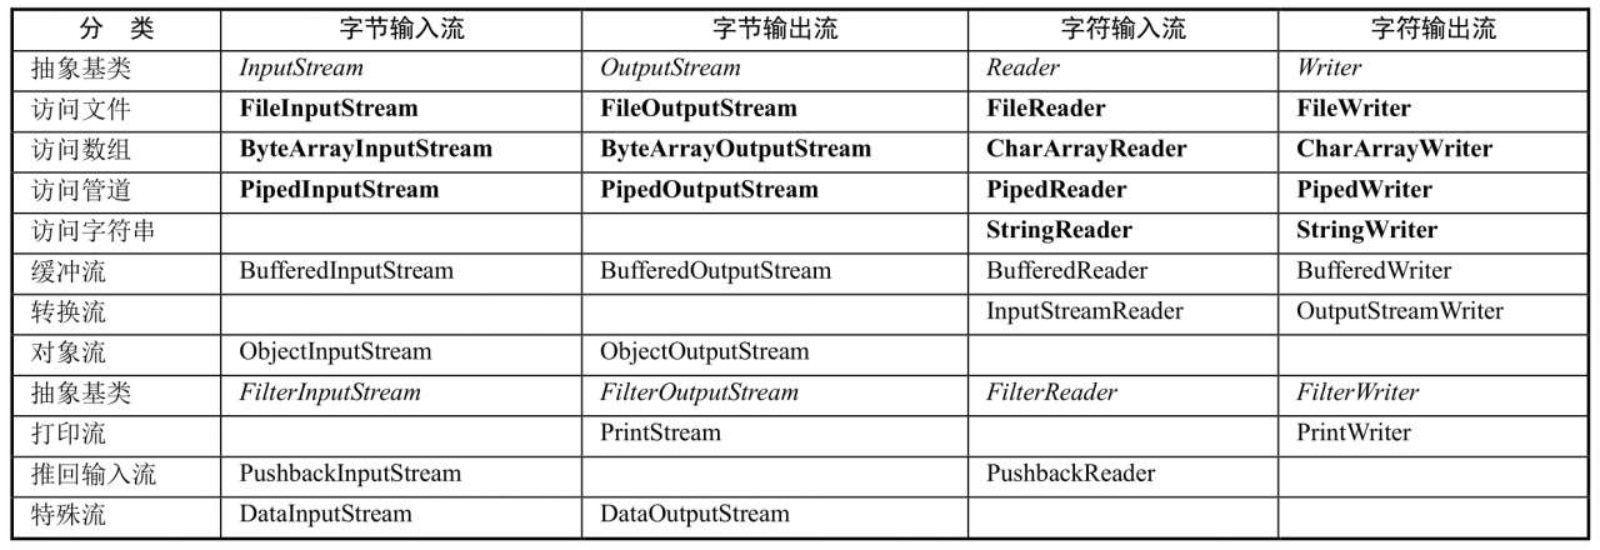 分 类 字节输入流 字节输出流 字符输入流 字符输出流
抽象基类 InputStream OutputStream Reader Writer
访问文件 FileInputStream FileOutputStream FileReader FileWriter
访问数组 ByteArrayInputStream ByteArrayOutputStream CharArrayReader CharArrayWriter
访问管道 PipedInputStream PipedOutputStream PipedReader PipedWriter
访问字符串 StringReader StringWriter
缓冲流 BufferedInputStream BufferedOutputStream BufferedReader BufferedWriter
转换流 InputStreamReader OutputStreamWriter
对象流 ObjectInputStream ObjectOutputStream
抽象基类 FilterInputStream FilterOutputStream FilterReader FilterWriter
打印流 PrintStream PrintWriter
推回输入流 PushbackInputStream PushbackReader
特殊流 DataInputStream DataOutputStream